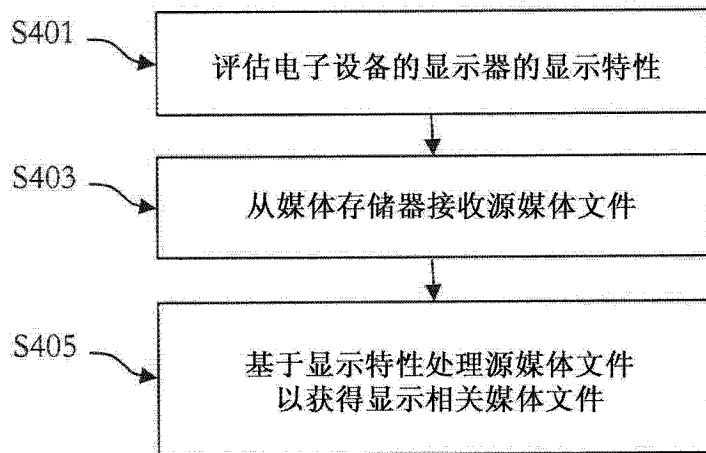 S401
评估电子设备的显示器的显示特性
S403
从媒体存储器接收源媒体文件
S405
基于显示特性处理源媒体文件
以获得显示相关媒体文件